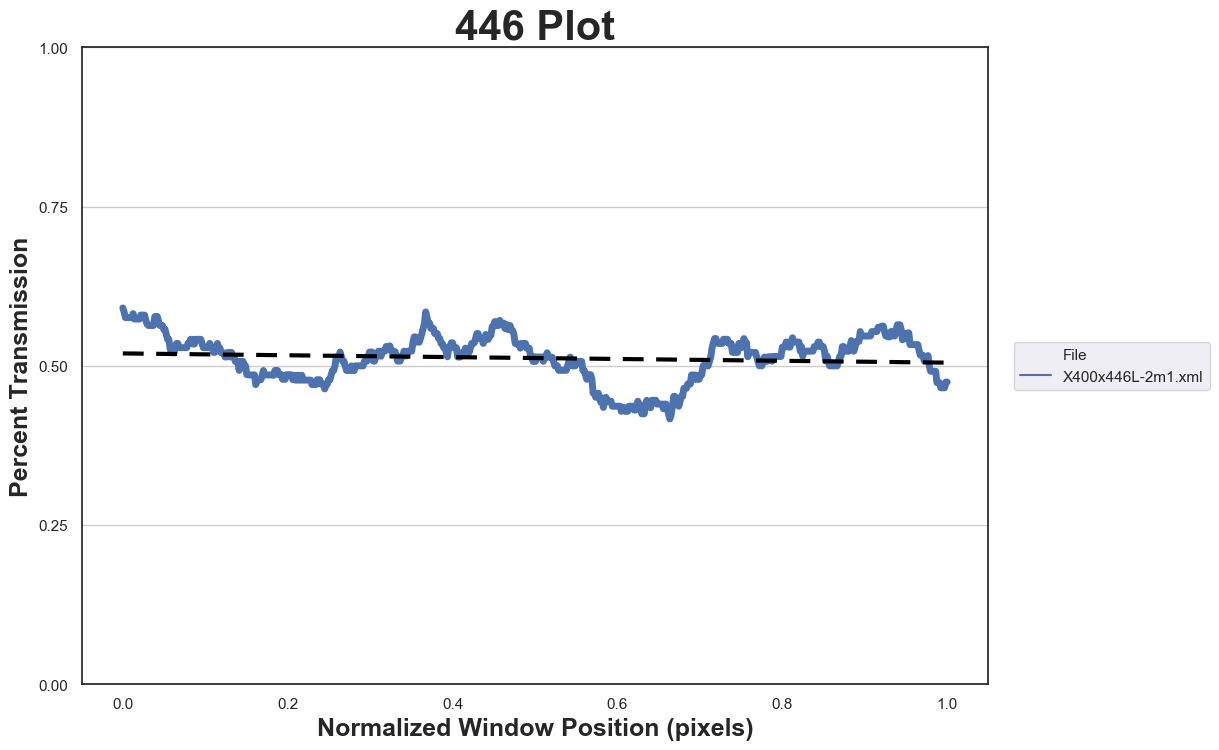 446 Plot
1.00
0.75
0.50
0.25
0.00
Percent Transmission
0.0 0.2 0.4 0.6 0.8 1.0
Normalized Window Position (pixels)
File
X400x446L-2m1.xml